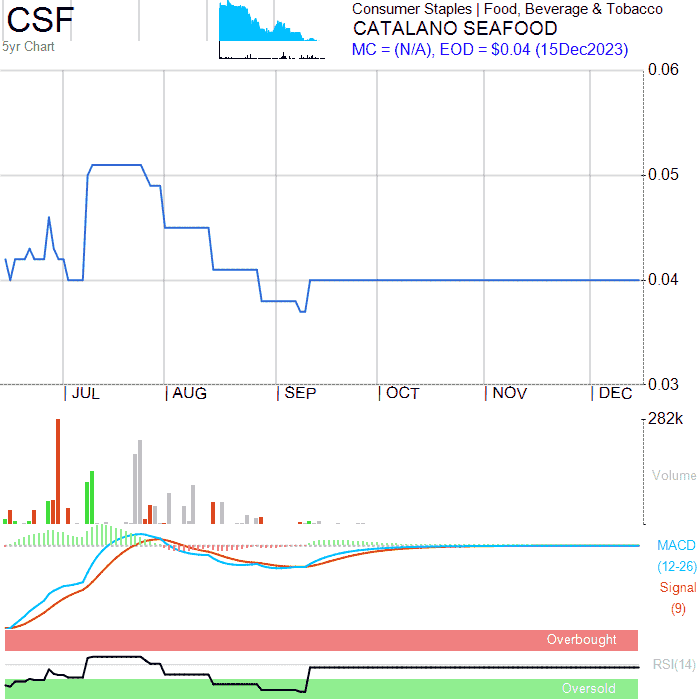 CSF
5yr Chart
Consumer Staples | Food, Beverage & Tobacco
CATALANO SEAFOOD
MC = (N/A), EOD = $0.04 (15Dec2023)
0.06
0.05
0.04
0.03
JUL AUG SEP OCT NOV DEC
282k
Volume
MACD
(12-26)
Signal
(9)
Overbought
RSI(14)
Oversold